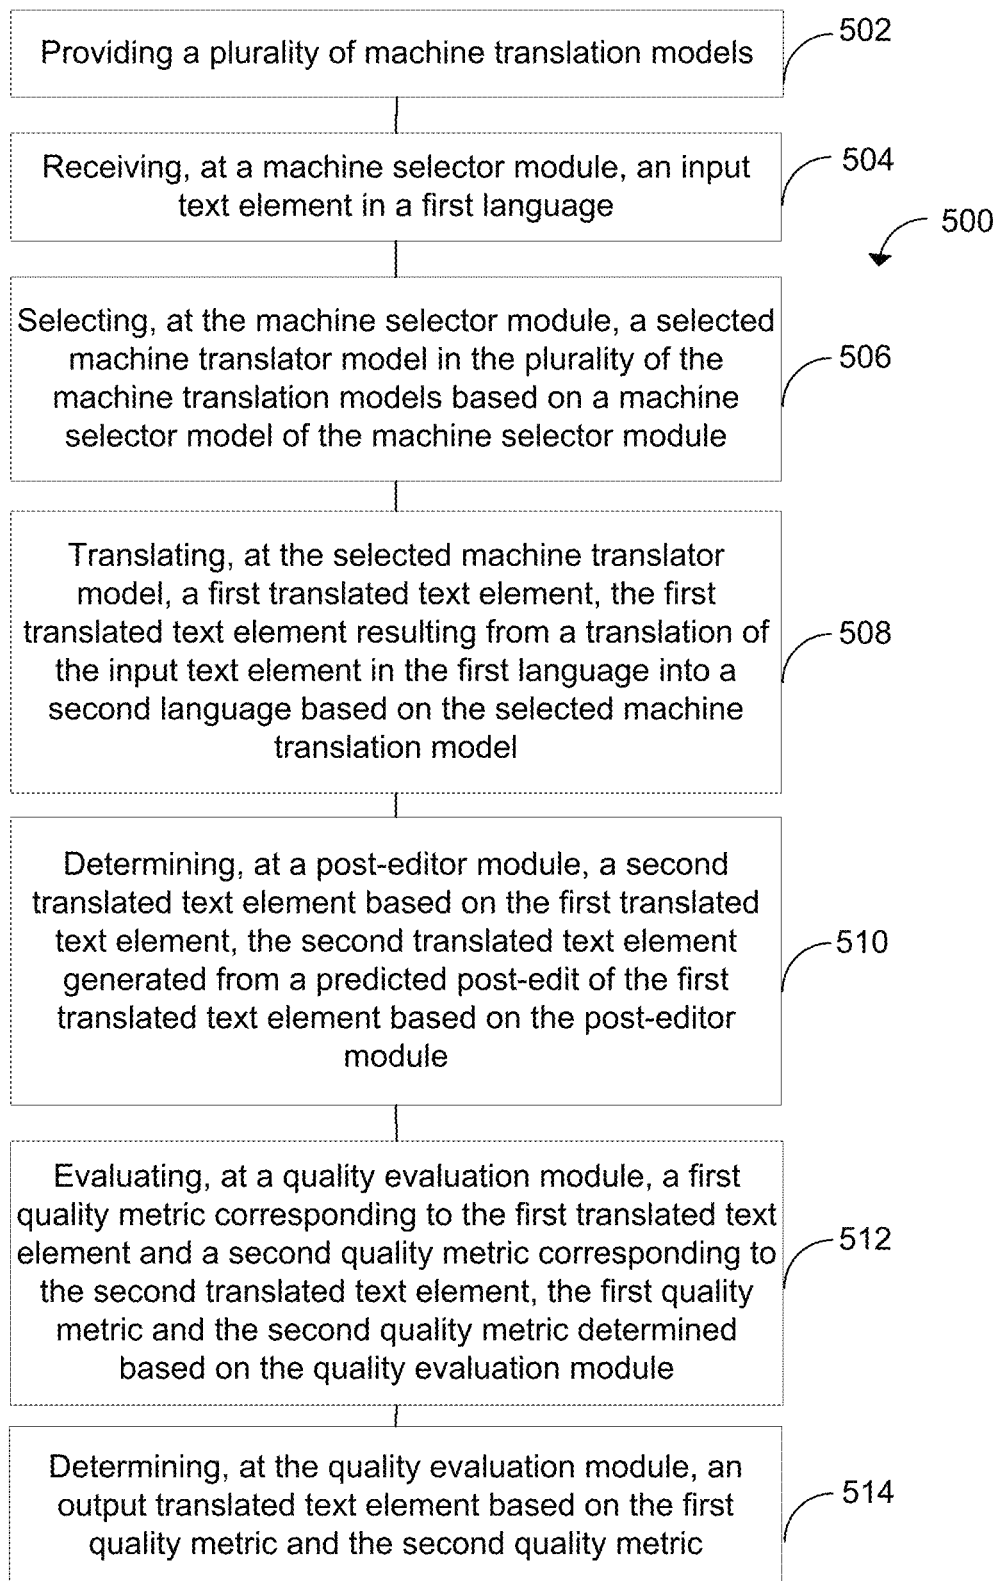 Providing a plurality of machine translation models
502
Receiving, at a machine selector module, an input
text element in a first language
504
500
Selecting, at the machine selector module, a selected
machine translator model in the plurality of the
machine translation models based on a machine
selector model of the machine selector module
506
Translating, at the selected machine translator
model, a first translated text element, the first
translated text element resulting from a translation of
the input text element in the first language into a
second language based on the selected machine
translation model
508
Determining, at a post-editor module, a second
translated text element based on the first translated
text element, the second translated text element
generated from a predicted post-edit of the first
translated text element based on the post-editor
module
510
Evaluating, at a quality evaluation module, a first
quality metric corresponding to the first translated text
element and a second quality metric corresponding to
the second translated text element, the first quality
metric and the second quality metric determined
based on the quality evaluation module
512
Determining, at the quality evaluation module, an
output translated text element based on the first
quality metric and the second quality metric
514